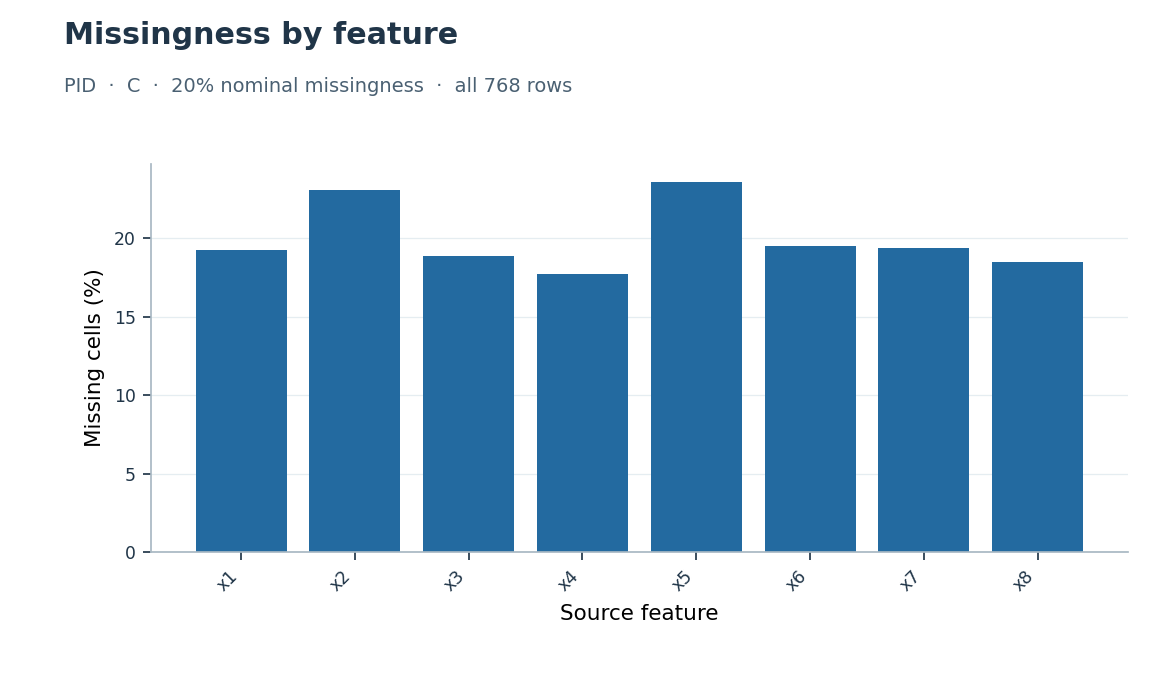 Missingness by feature
PID · C · 20% nominal missingness · all 768 rows
Missing cells (%)
20
15
10
5
0
x1 x2 x3 x4 x5 x6 x7 x8
Source feature